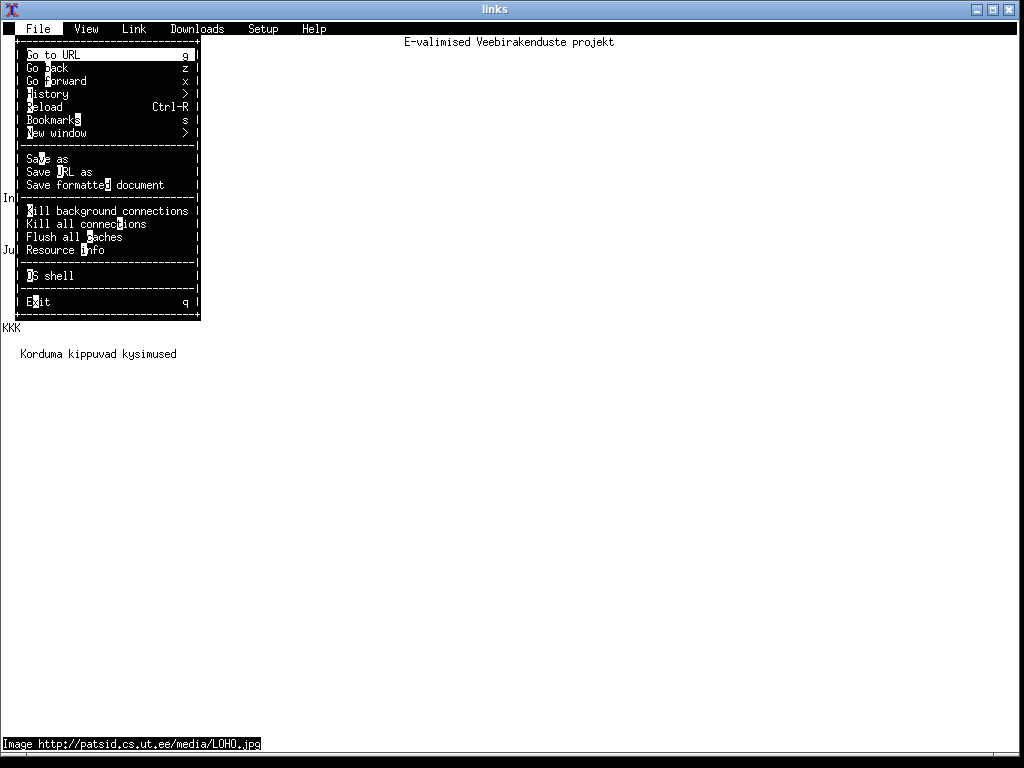 links
File View Link Downloads Setup Help
E-valimised Veebirakenduste projekt
Go to URL g
Go back z
Go forward x
History >
Reload Ctrl-R
Bookmarks s
New window >
Save as
Save URL as
Save formatted document
In
Kill background connections
Kill all connections
Flush all caches
Ju
Resource info
OS shell
Exit q
KKK
Korduma kippuvad kysimused
Image http://patsid.cs.ut.ee/media/LOHO.jpg